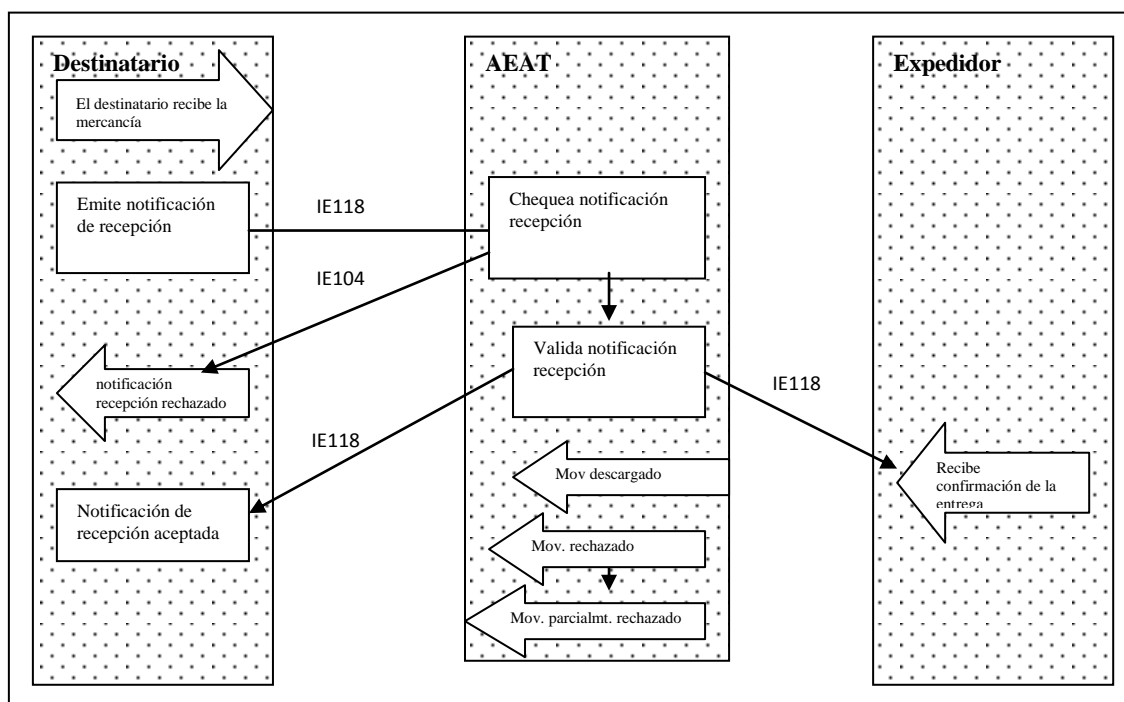 Destinatario
El destinatario recibe la
mercancía
Emite notificación
de recepción
notificación
recepción rechazado
Notificación de
recepción aceptada
IE118
IE104
IE118
AEAT
Chequea notificación
recepción
Valida notificación
recepción
Mov descargado
Mov. rechazado
Mov. parcialmt. rechazado
IE118
Expedidor
Recibe
confirmación de la
entrega